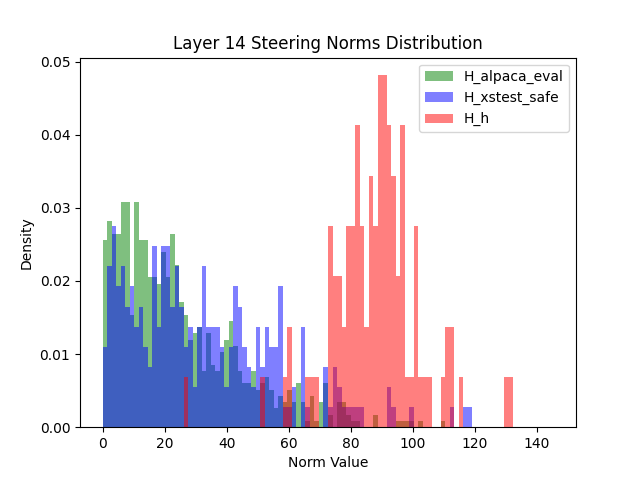 Layer 14 Steering Norms Distribution
H_alpaca_eval
H_xstest_safe
H_h
0.05
0.04
0.03
0.02
0.01
0.00
Density
0 20 40 60 80 100 120 140
Norm Value